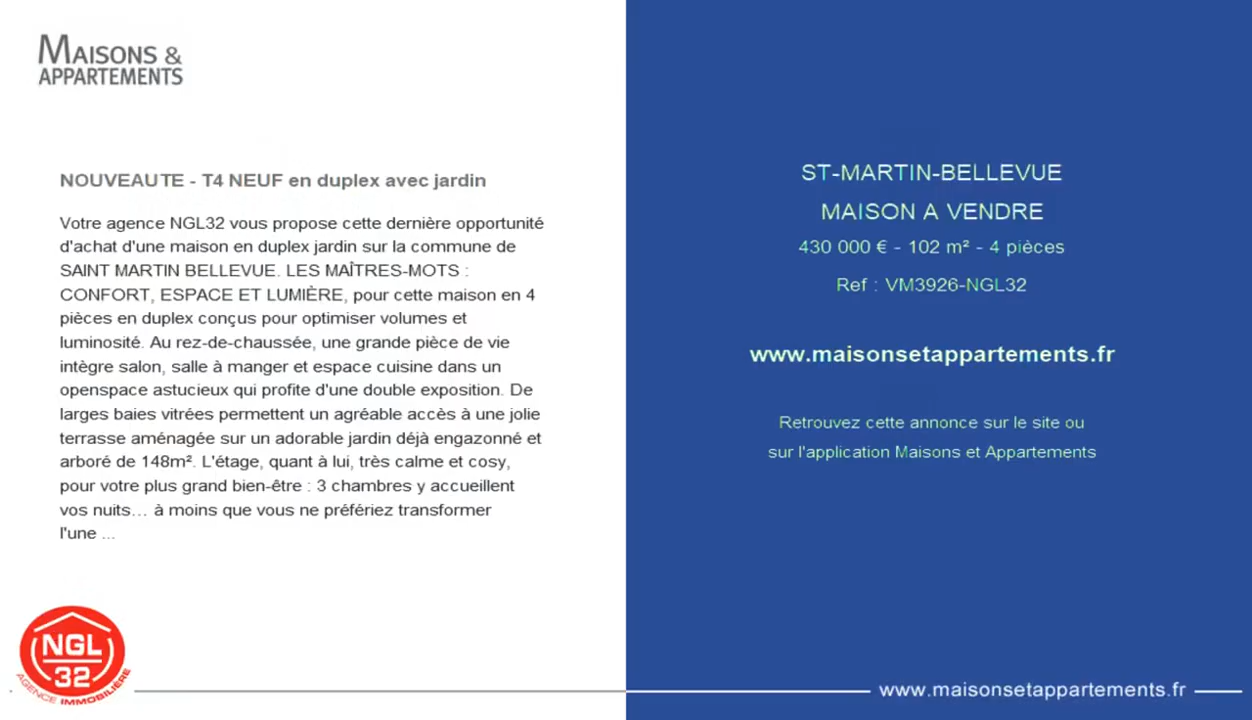 MAISONS &
APPARTEMENTS
NOUVEAUTE - T4 NEUF en duplex avec jardin
Votre agence NGL32 vous propose cette dernière opportunité
d'achat d'une maison en duplex jardin sur la commune de
SAINT MARTIN BELLEVUE. LES MAÎTRES-MOTS :
CONFORT, ESPACE ET LUMIÈRE, pour cette maison en 4
pièces en duplex conçus pour optimiser volumes et
luminosité. Au rez-de-chaussée, une grande pièce de vie
intègre salon, salle à manger et espace cuisine dans un
openspace astucieux qui profite d'une double exposition. De
larges baies vitrées permettent un agréable accès à une jolie
terrasse aménagée sur un adorable jardin déjà engazonné et
arboré de 148m². L'étage, quant à lui, très calme et cosy,
pour votre plus grand bien-être : 3 chambres y accueillent
vos nuits... à moins que vous ne préfériez transformer
l'une ...
NGL
32
AGENCE IMMOBILIÈRE
ST-MARTIN-BELLEVUE
MAISON A VENDRE
430 000 € - 102 m² - 4 pièces
Ref : VM3926-NGL32
www.maisonsetappartements.fr
Retrouvez cette annonce sur le site ou
sur l'application Maisons et Appartements
www.maisonsetappartements.fr